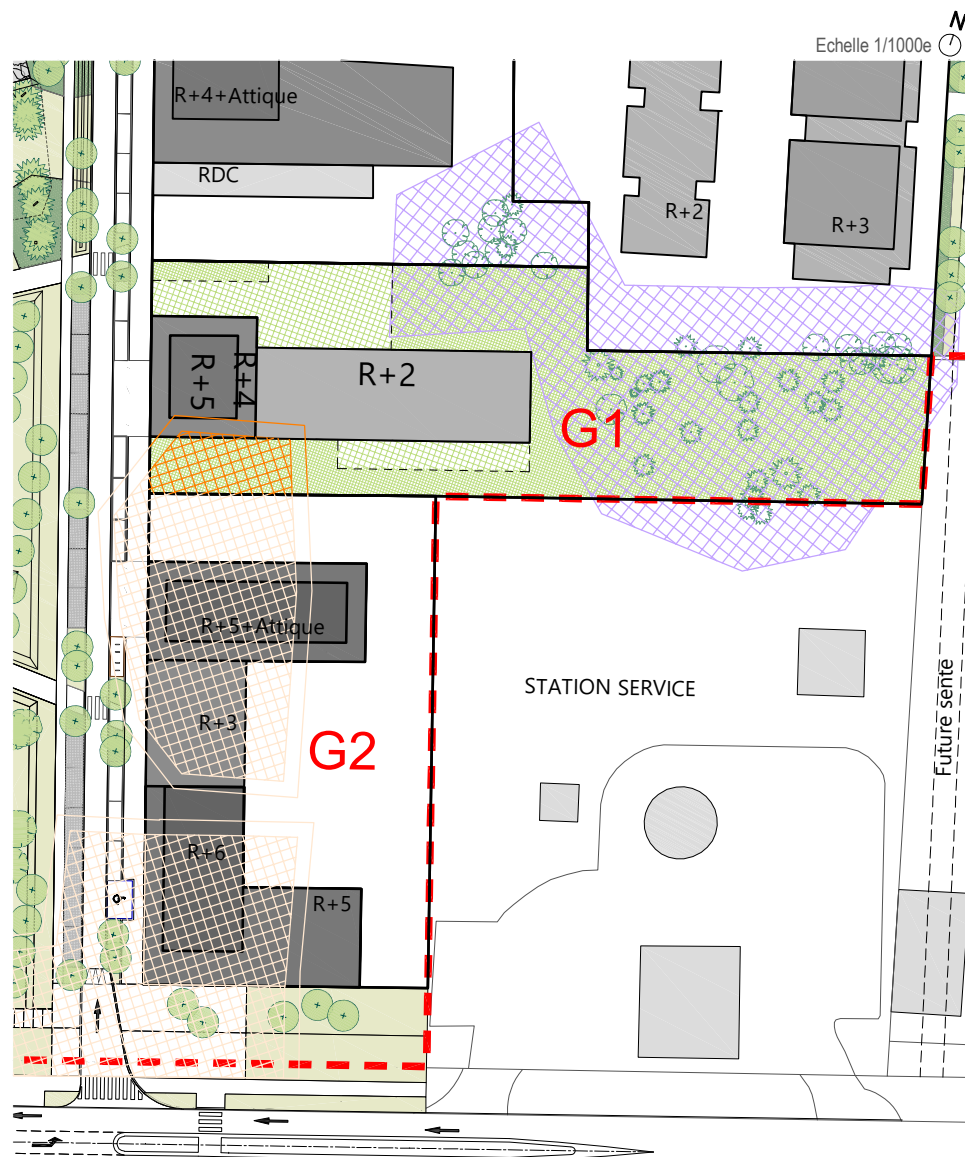 N
Echelle 1/1000e
R+4+Attique
RDC
R+2
R+3
R+5
R+4
R+2
G1
R+5+Attique
STATION SERVICE
R+3
G2
Future sente
R+6
R+5